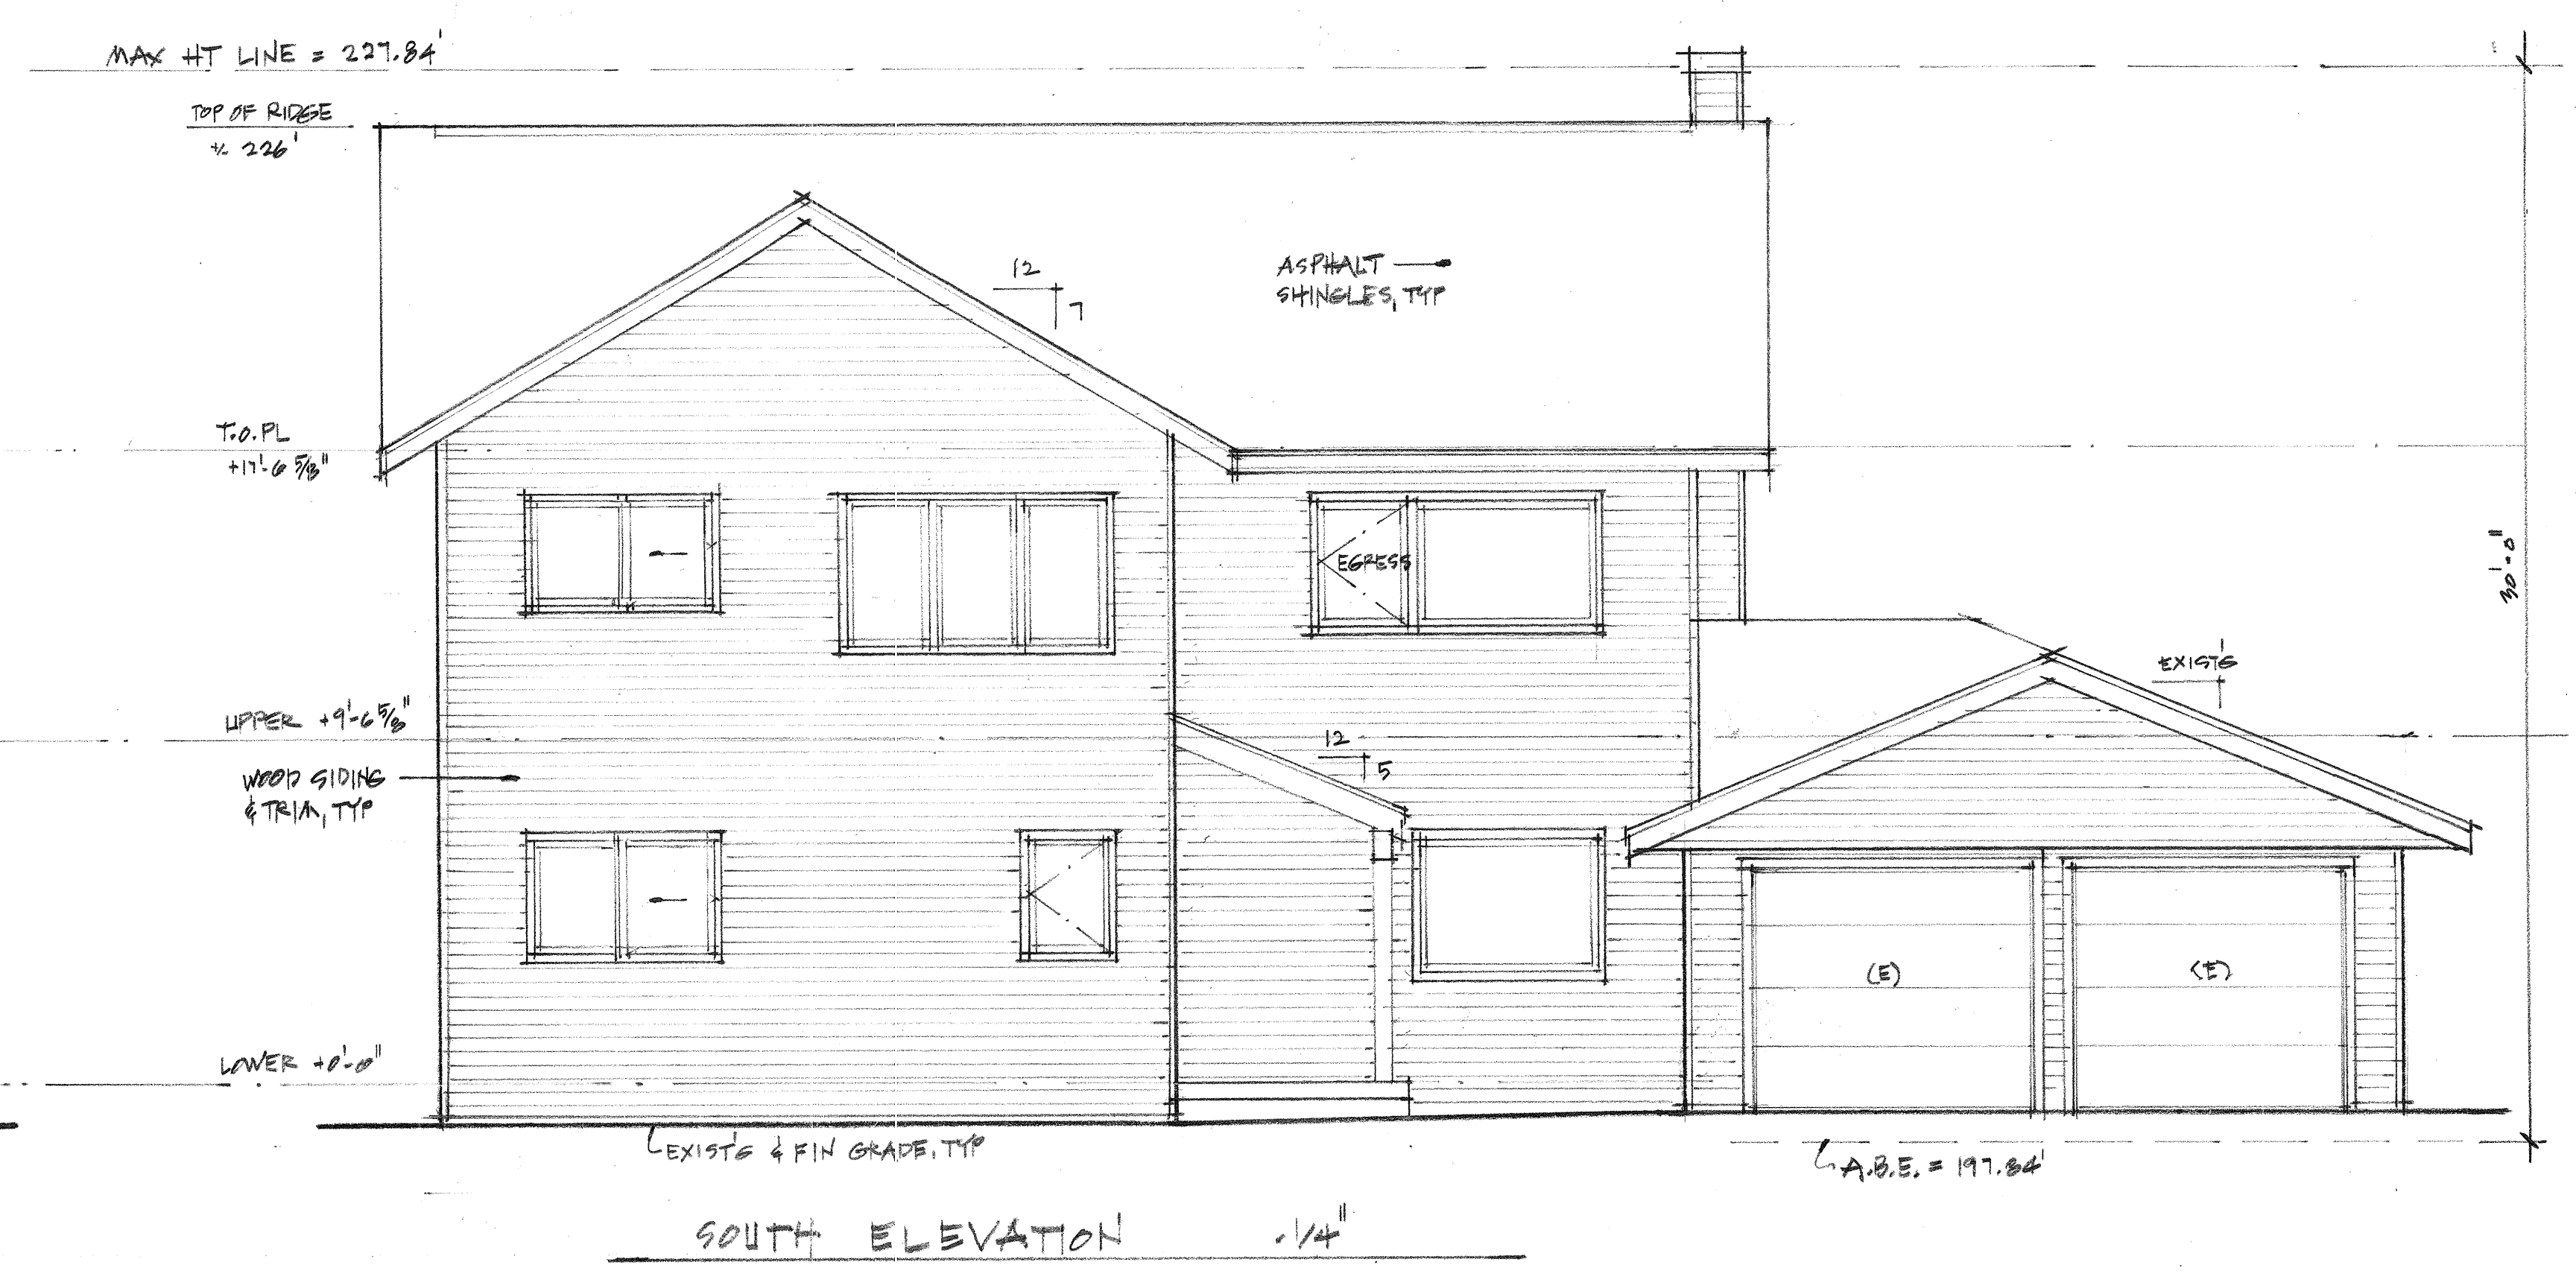 MAX HT LINE = 227.84'
TOP OF RIDGE
+/- 226'
12
7
ASPHALT
SHINGLES, TYP
T.O.PL
+17'-6 5/8"
EGRESS
30'-0"
EXIST'G
UPPER +9'-6 5/8"
12
5
WOOD SIDING
& TRIM, TYP
(E)
(E)
LOWER +0'-0"
EXIST'G & FIN GRADE, TYP
A.B.E. = 197.84'
SOUTH ELEVATION 1/4"